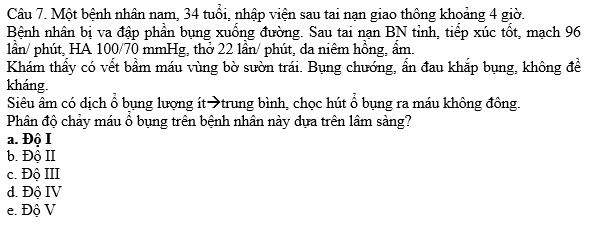 Câu 7. Một bệnh nhân nam, 34 tuổi, nhập viện sau tai nạn giao thông khoảng 4 giờ.
Bệnh nhân bị va đập phần bụng xuống đường. Sau tai nạn BN tỉnh, tiếp xúc tốt, mạch 96
lần/ phút, HA 100/70 mmHg, thở 22 lần/ phút, da niêm hồng, ấm.
Khám thấy có vết bầm máu vùng bờ sườn trái. Bụng chướng, ấn đau khắp bụng, không đề
kháng.
Siêu âm có dịch ổ bụng lượng ít→trung bình, chọc hút ổ bụng ra máu không đông.
Phân độ chảy máu ổ bụng trên bệnh nhân này dựa trên lâm sàng?
a. Độ I
b. Độ II
c. Độ III
d. Độ IV
e. Độ V